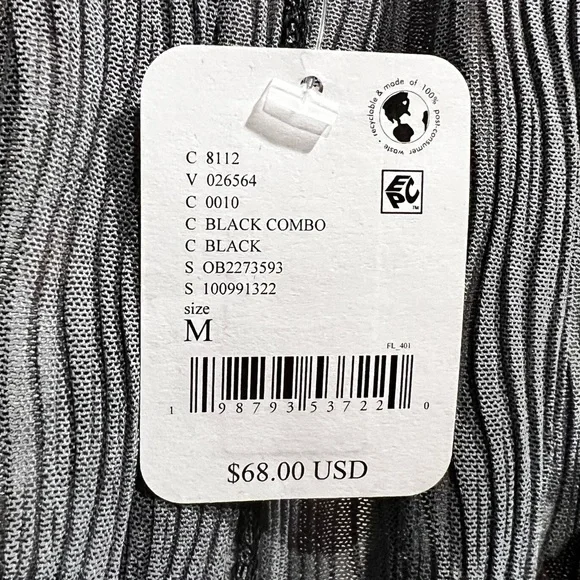 recyclable & made of 100% post-consumer waste •
C 8112
V 026564
C 0010
C BLACK COMBO
C BLACK
S OB2273593
S 100991322
size
M
FL_401
1 98793 53722 0
$68.00 USD
EPC™